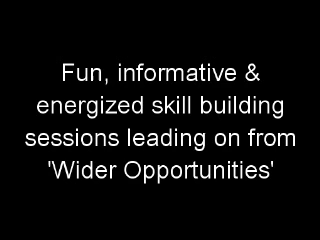 Fun, informative &
energized skill building
sessions leading on from
'Wider Opportunities'